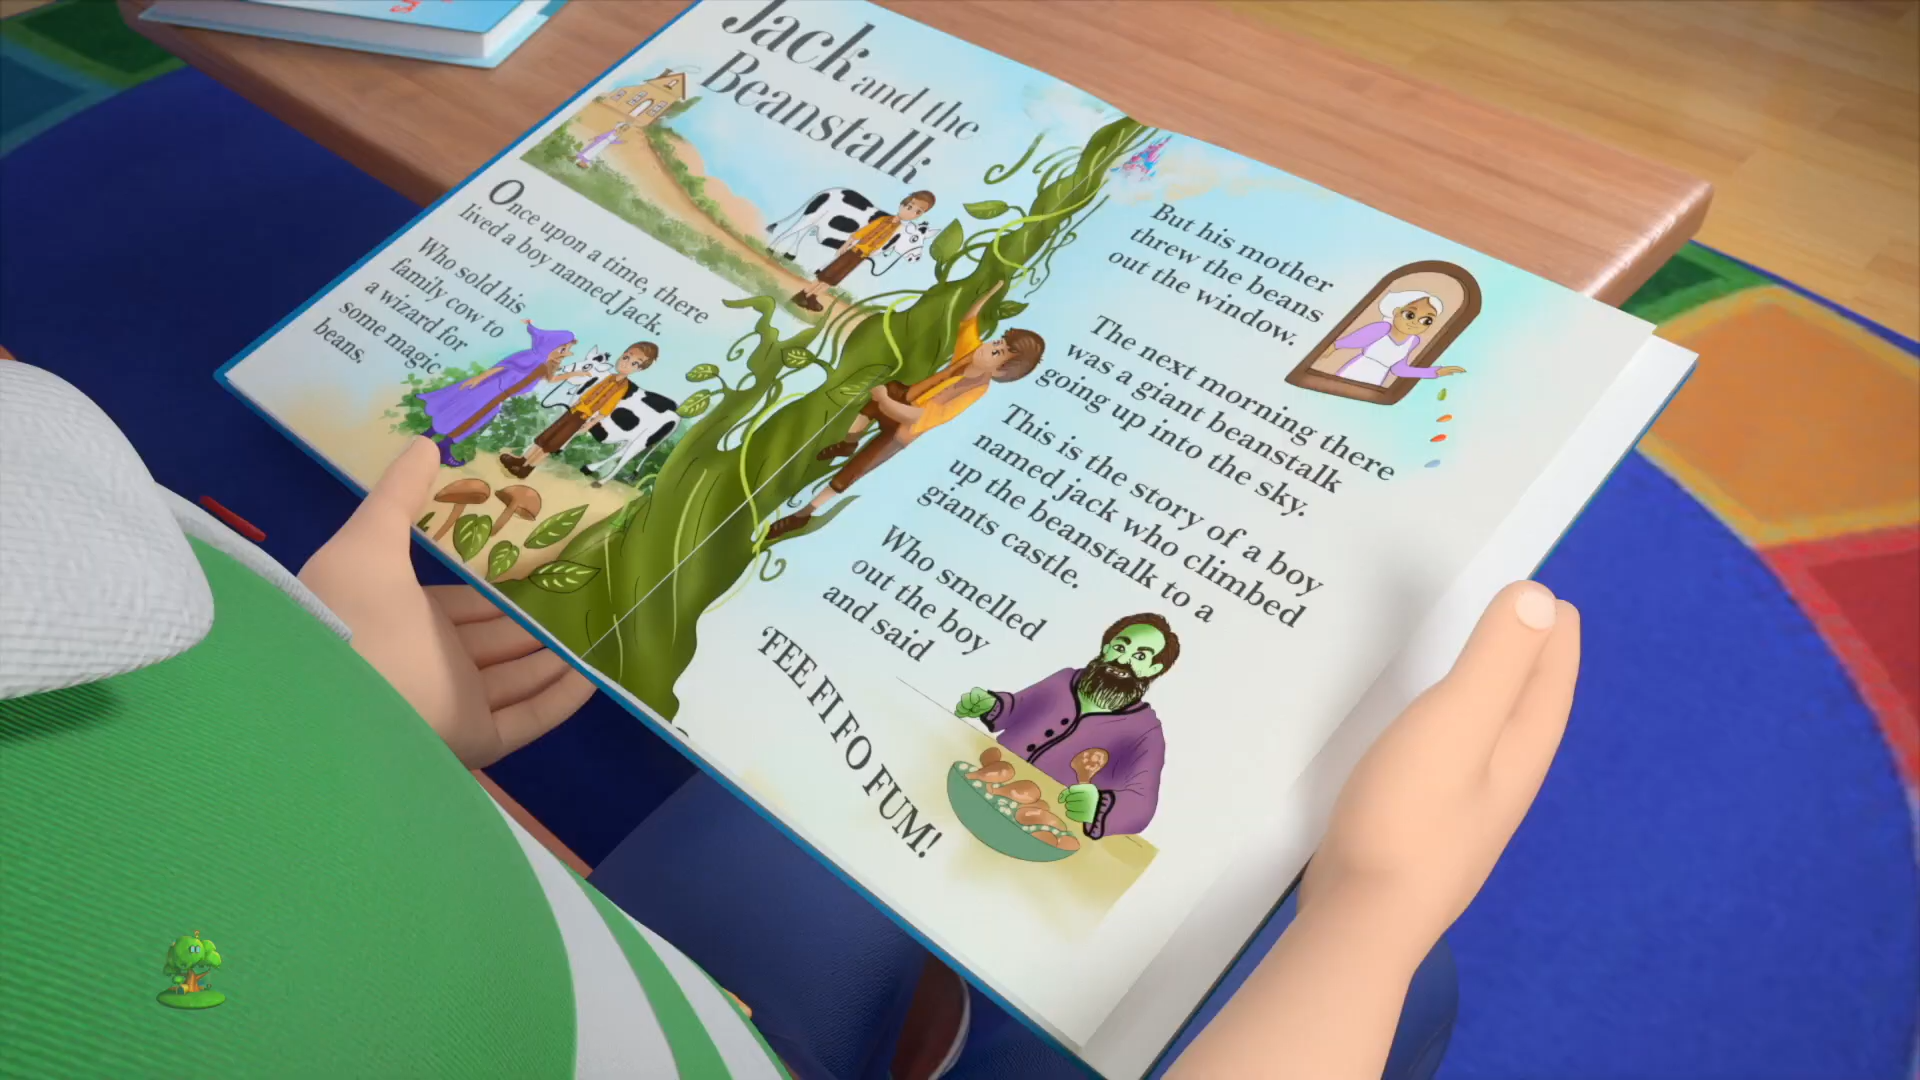 Jack and the
Beanstalk
Once upon a time, there
lived a boy named Jack.
Who sold his
family cow to
a wizard for
some magic
beans.
But his mother
threw the beans
out the window.
The next morning there
was a giant beanstalk
going up into the sky.
This is the story of a boy
named jack who climbed
up the beanstalk to a
giants castle.
Who smelled
out the boy
and said
'FEE FI FO FUM!